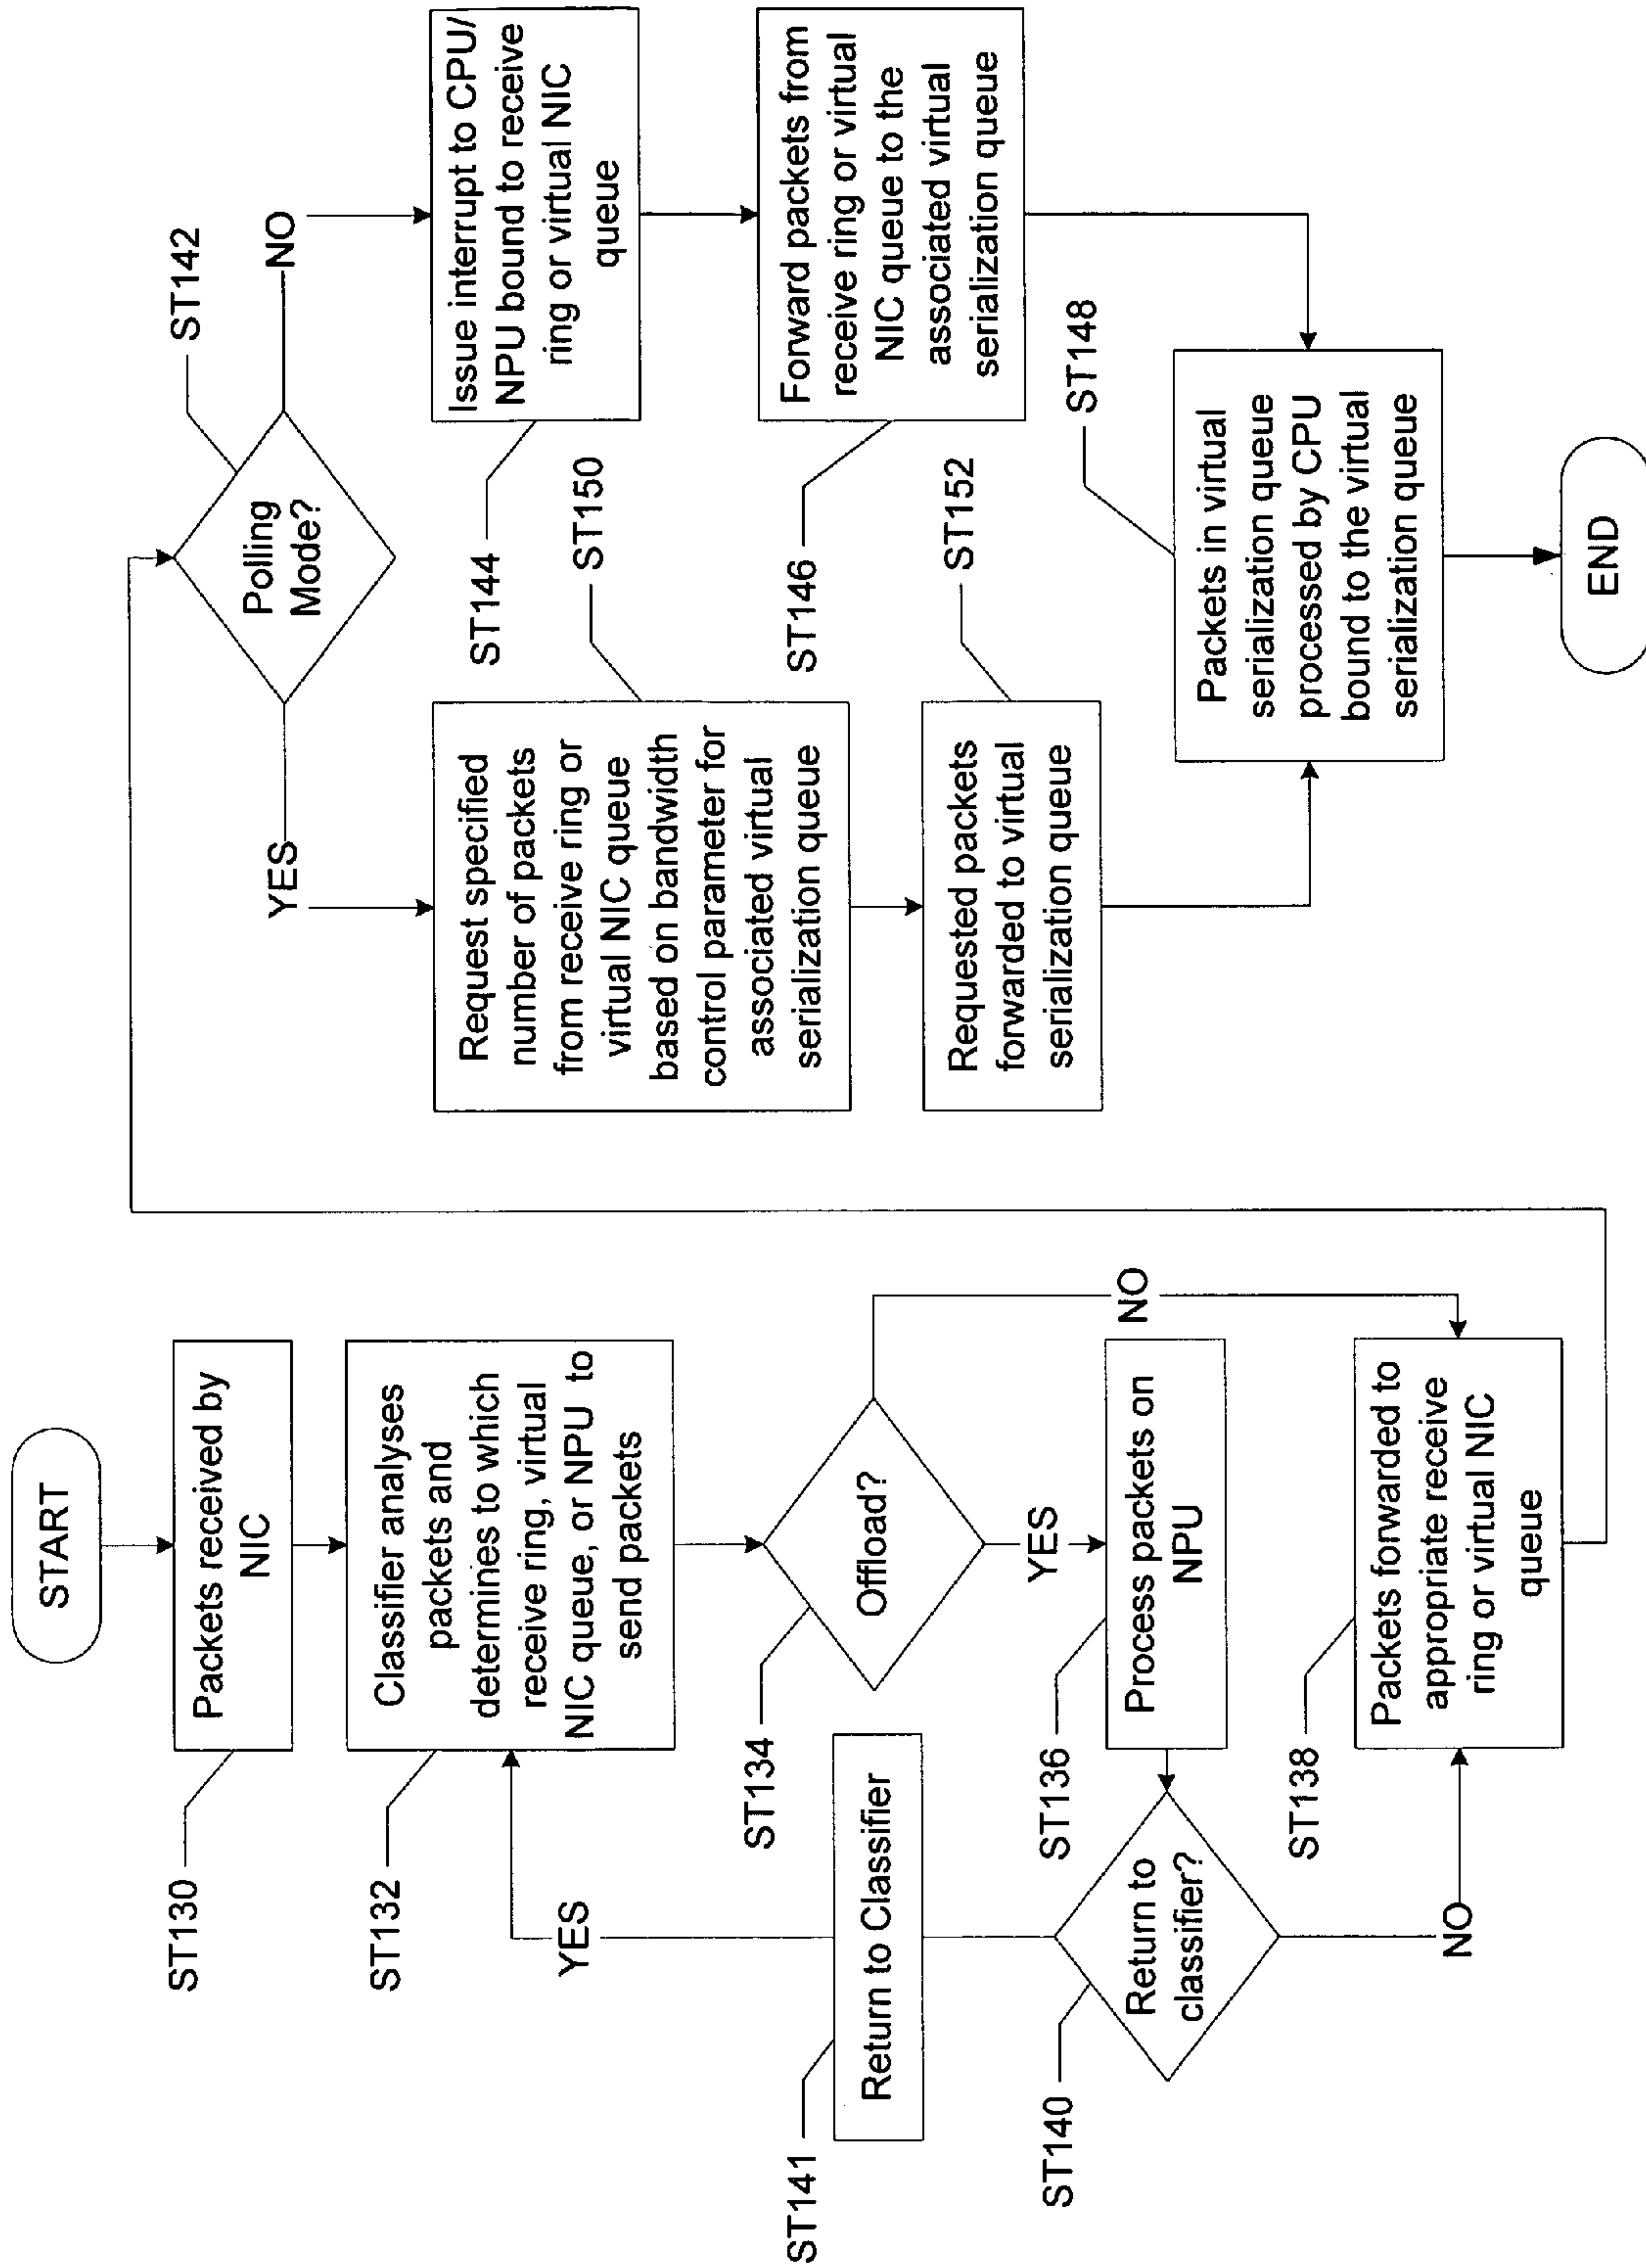 START
ST130
Packets received by
NIC
ST132
Classifier analyses
packets and
determines to which
receive ring, virtual
NIC queue, or NPU to
send packets
YES
ST134
Offload?
NO
YES
ST141
Return to Classifier
ST136
Process packets on
NPU
ST140
Return to
classifier?
NO
ST138
Packets forwarded to
appropriate receive
ring or virtual NIC
queue
ST142
Polling
Mode?
YES
NO
ST144
Issue interrupt to CPU/
NPU bound to receive
ring or virtual NIC
queue
ST150
Request specified
number of packets
from receive ring or
virtual NIC queue
based on bandwidth
control parameter for
associated virtual
serialization queue
ST146
Forward packets from
receive ring or virtual
NIC queue to the
associated virtual
serialization queue
ST152
Requested packets
forwarded to virtual
serialization queue
ST148
Packets in virtual
serialization queue
processed by CPU
bound to the virtual
serialization queue
END